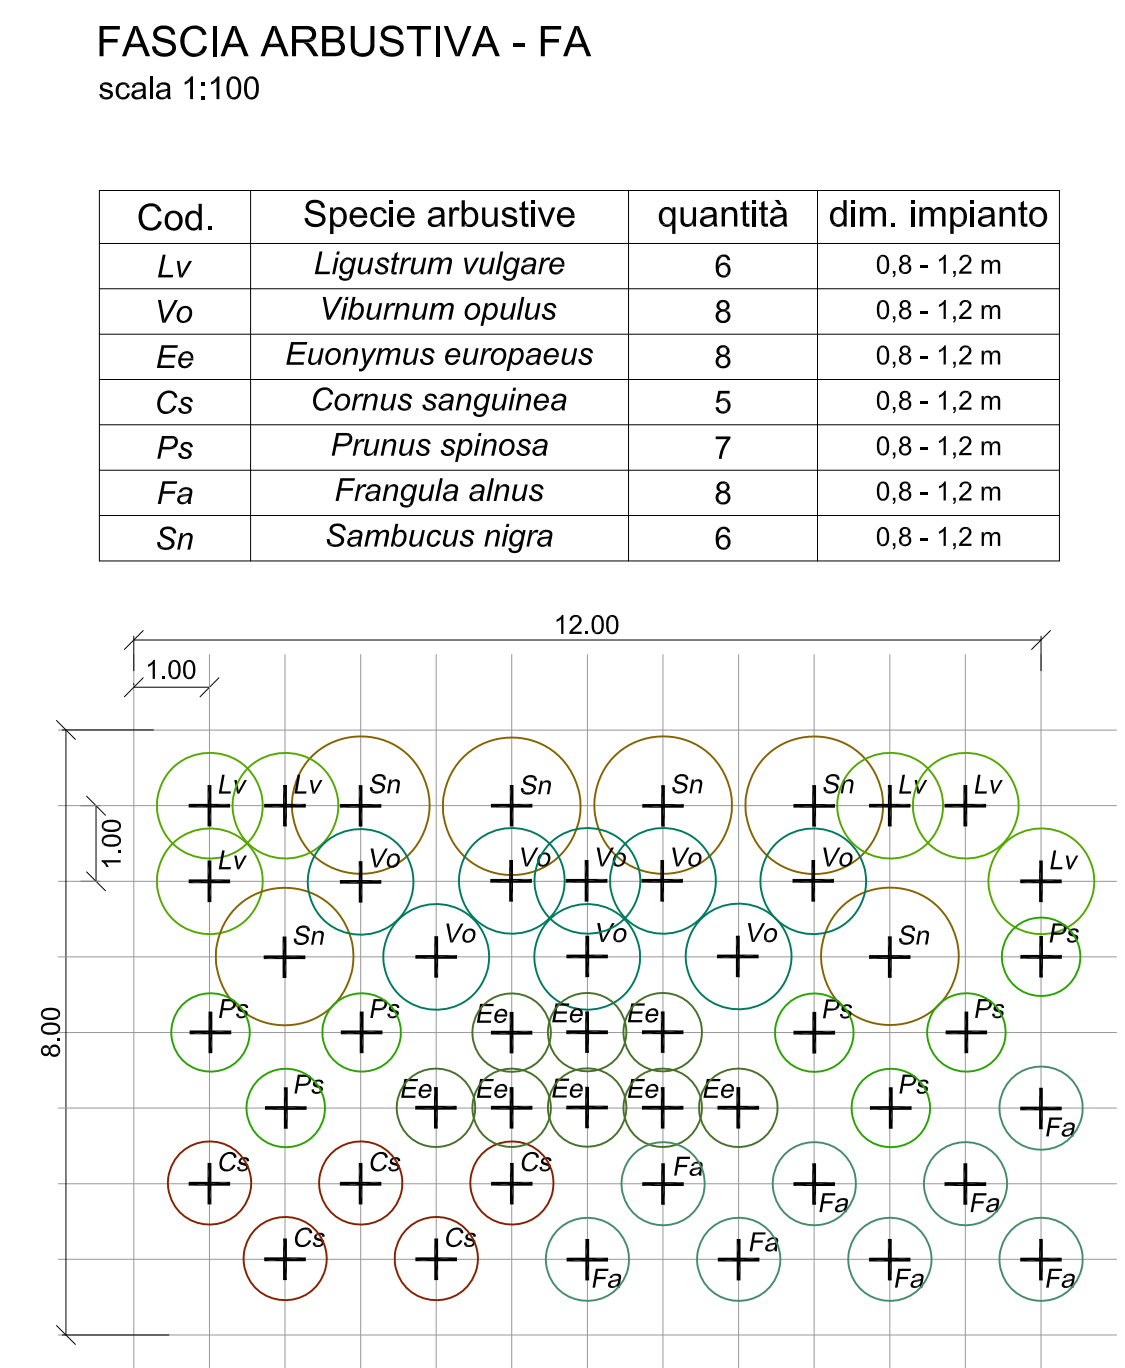 FASCIA ARBUSTIVA - FA
scala 1:100
Cod. Specie arbustive quantità dim. impianto
Lv Ligustrum vulgare 6 0,8 - 1,2 m
Vo Viburnum opulus 8 0,8 - 1,2 m
Ee Euonymus europaeus 8 0,8 - 1,2 m
Cs Cornus sanguinea 5 0,8 - 1,2 m
Ps Prunus spinosa 7 0,8 - 1,2 m
Fa Frangula alnus 8 0,8 - 1,2 m
Sn Sambucus nigra 6 0,8 - 1,2 m
12.00
1.00
Lv Lv Sn Sn Sn Sn Lv Lv
1.00
Lv Vo Vo Vo Vo Vo Lv
Sn Vo Vo Vo Sn Ps
8.00
Ps Ps Ee Ee Ee Ps Ps
Ps Ee Ee Ee Ee Ee Ps Fa
Cs Cs Cs Fa Fa Fa
Cs Cs Fa Fa Fa Fa